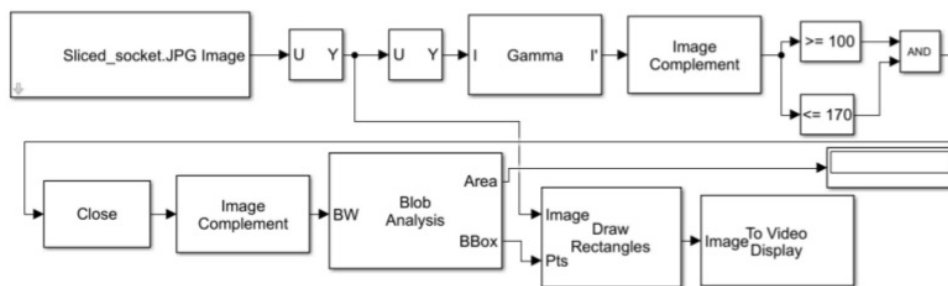 Sliced_socket.JPG Image
U Y
U Y
I Gamma I'
Image
Complement
>= 100
<= 170
AND
Close
Image
Complement
BW
Blob
Analysis
Area
BBox
Image
Draw
Rectangles
Pts
Image
To Video
Display